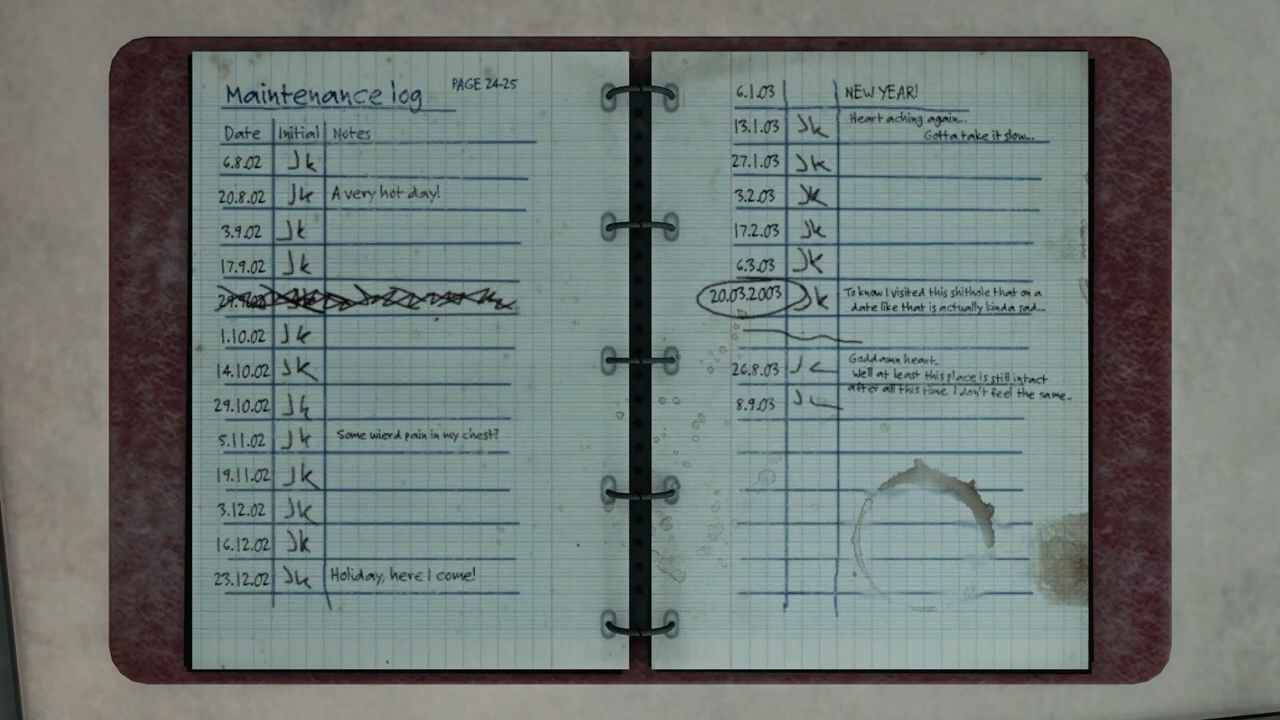 Maintenance log PAGE 24-25
Date Initial Notes
6.8.02 Jk
20.8.02 Jk A very hot day!
3.9.02 Jk
17.9.02 Jk
1.10.02 Jk
14.10.02 Jk
29.10.02 Jk
5.11.02 Jk Some wierd pain in my chest?
19.11.02 Jk
3.12.02 Jk
16.12.02 Jk
23.12.02 Jk Holiday, here I come!
6.1.03 NEW YEAR!
13.1.03 Jk Heart aching again...
Gotta take it slow...
27.1.03 Jk
3.2.03 Jk
17.2.03 Jk
6.3.03 Jk
20.03.2003 Jk To know I visited this shithole that on a
date like that is actually kinda sad...
26.8.03 Goddamn heart..
Well at least this place is still intact
after all this time. I don't feel the same..
8.9.03